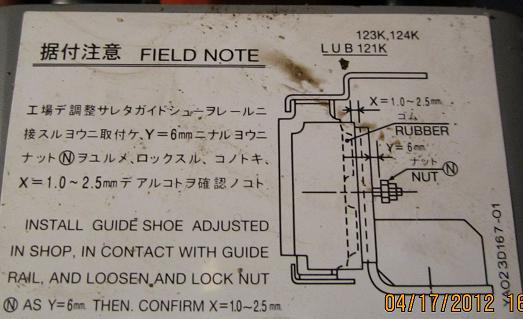 据付注意 FIELD NOTE
工場デ調整サレタガイドシューヲレールニ
接スルヨウニ取付ケ、Y=6mmニナルヨウニ
ナットⓃヲユルメ、ロックスル、コノトキ、
X=1.0~2.5mmデアルコトヲ確認ノコト
INSTALL GUIDE SHOE ADJUSTED
IN SHOP, IN CONTACT WITH GUIDE
RAIL, AND LOOSEN,AND LOCK NUT
Ⓝ AS Y=6mm. THEN. CONFIRM X=1.0~2.5mm
123K,124K
LUB 121K
X=1.0~2.5mm
ゴム
RUBBER
Y=6mm
ナット Ⓝ
NUT
YA023D167-01
04/17/2012 16